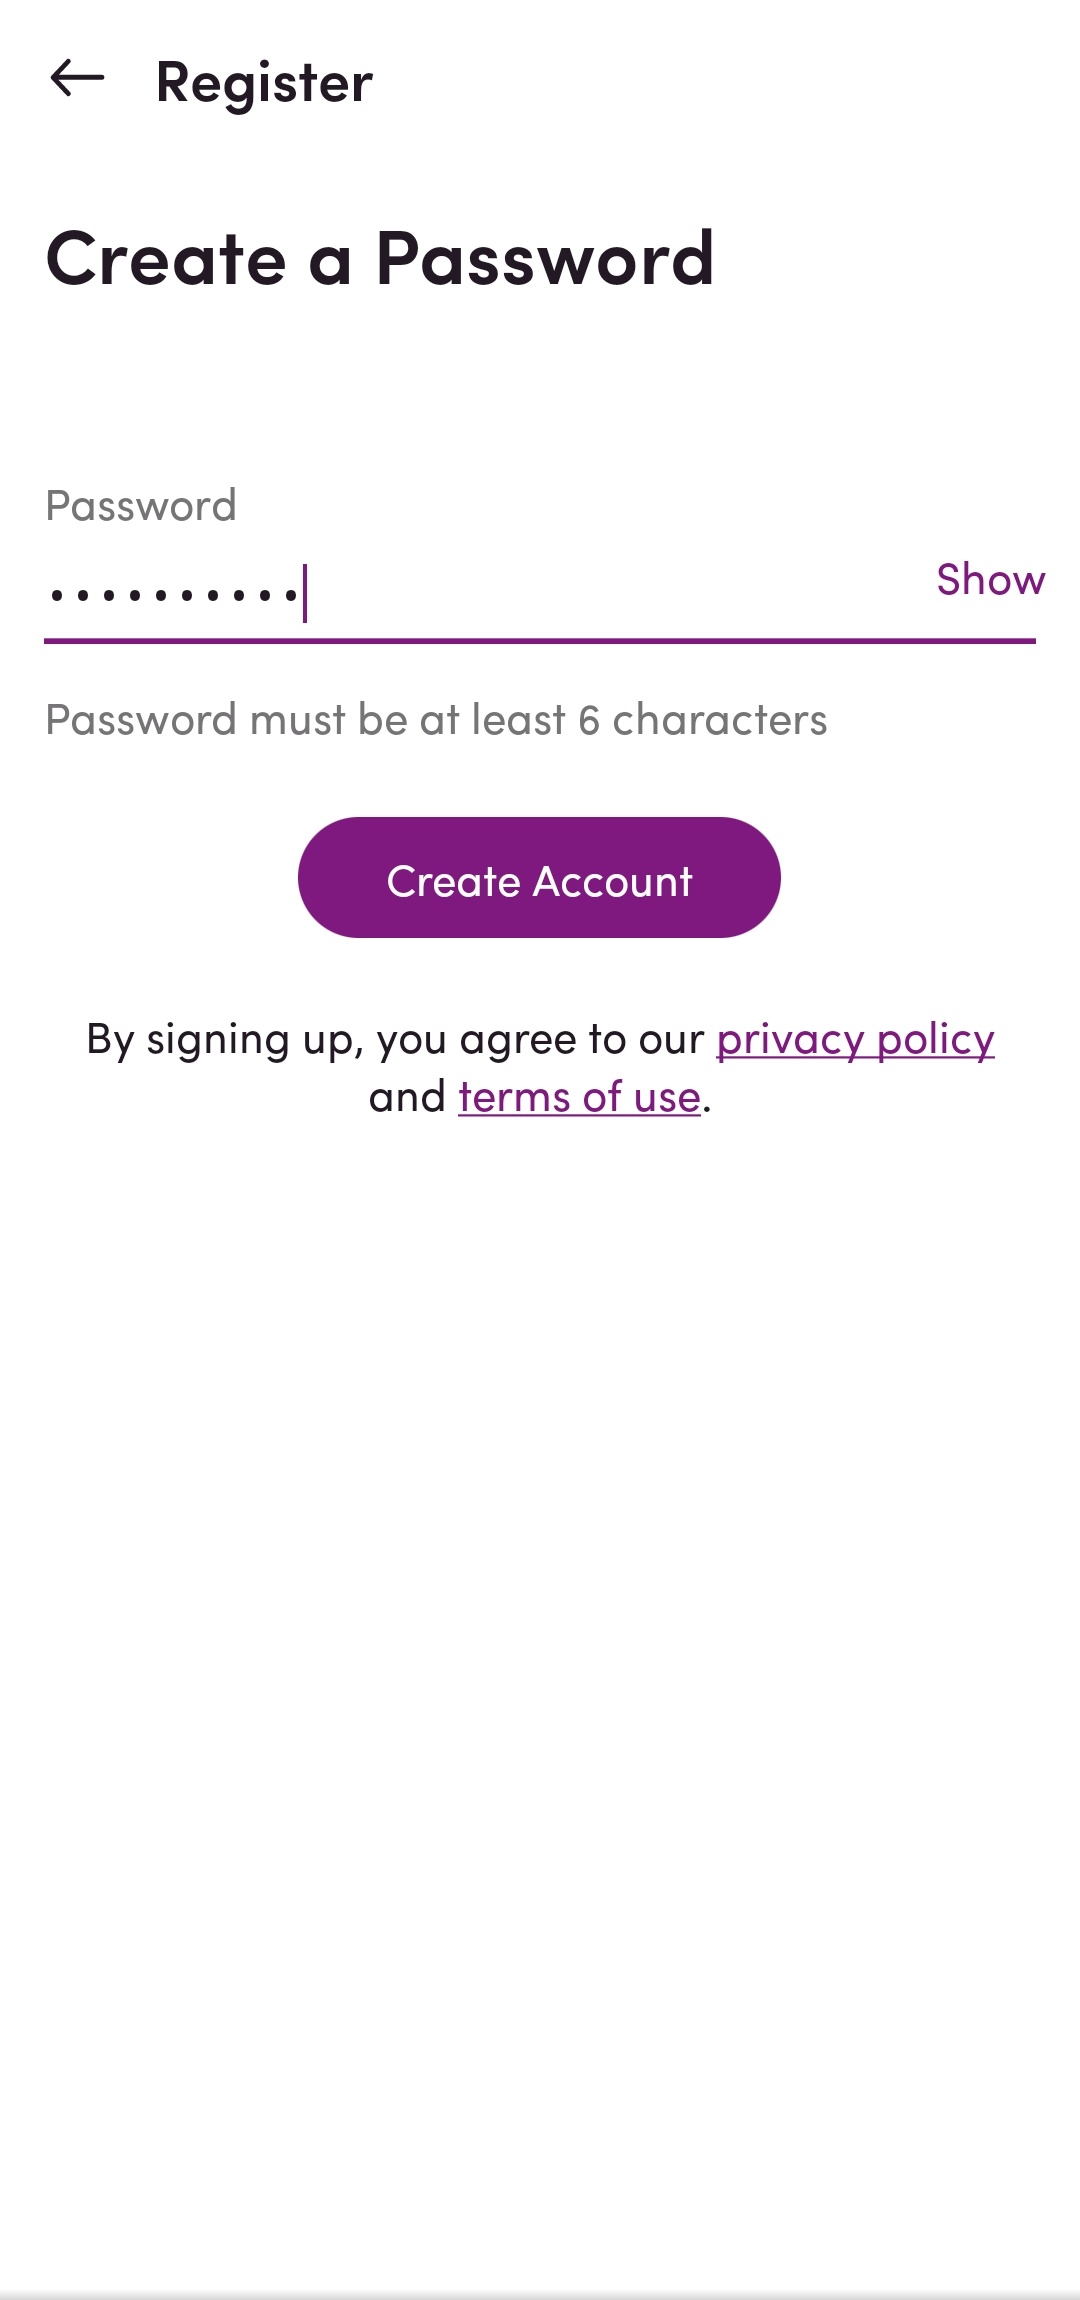 Register
Create a Password
Password
••••••••••
Show
Password must be at least 6 characters
Create Account
By signing up, you agree to our privacy policy
and terms of use.